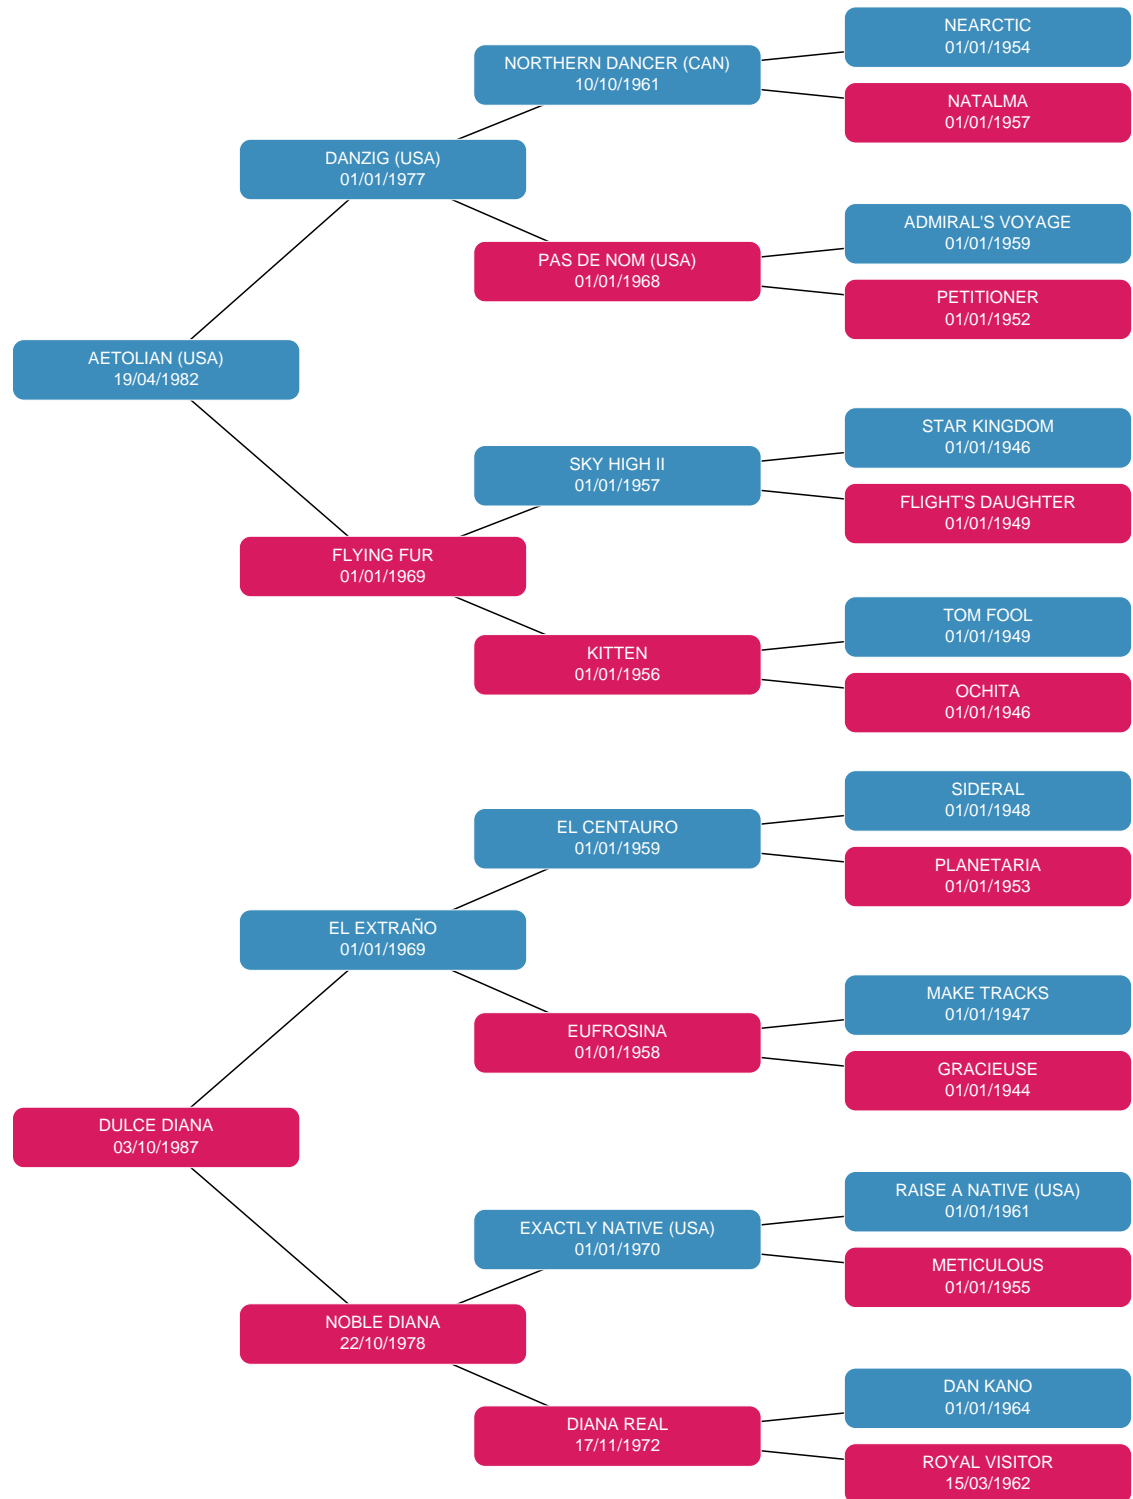 NEARCTIC
01/01/1954
NORTHERN DANCER (CAN)
10/10/1961
NATALMA
01/01/1957
DANZIG (USA)
01/01/1977
ADMIRAL'S VOYAGE
01/01/1959
PAS DE NOM (USA)
01/01/1968
PETITIONER
01/01/1952
AETOLIAN (USA)
19/04/1982
STAR KINGDOM
01/01/1946
SKY HIGH II
01/01/1957
FLIGHT'S DAUGHTER
01/01/1949
FLYING FUR
01/01/1969
TOM FOOL
01/01/1949
KITTEN
01/01/1956
OCHITA
01/01/1946
SIDERAL
01/01/1948
EL CENTAURO
01/01/1959
PLANETARIA
01/01/1953
EL EXTRAÑO
01/01/1969
MAKE TRACKS
01/01/1947
EUFROSINA
01/01/1958
GRACIEUSE
01/01/1944
DULCE DIANA
03/10/1987
RAISE A NATIVE (USA)
01/01/1961
EXACTLY NATIVE (USA)
01/01/1970
METICULOUS
01/01/1955
NOBLE DIANA
22/10/1978
DAN KANO
01/01/1964
DIANA REAL
17/11/1972
ROYAL VISITOR
15/03/1962